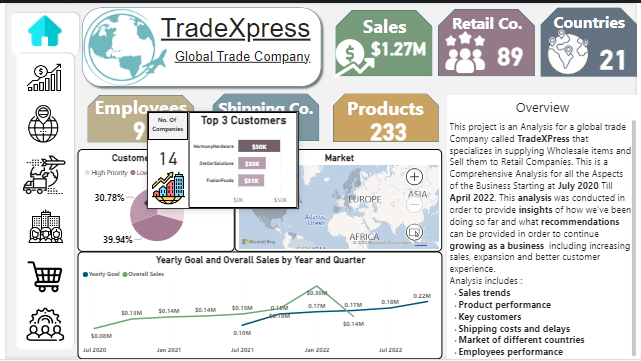 TradeXpress
Global Trade Company
Sales
$1.27M
Retail Co.
89
Countries
21
Employees
9
Shipping Co.
Products
233
No. Of
Companies
14
Top 3 Customers
HarmonyHardware
$50K
StellarSolutions
$33K
FusionFoods
$31K
$0K
$50K
Custome
High Priority
Low
30.78%
39.94%
Market
EUROPE
ASIA
Atlantic
Ocean
AFRICA
Microsoft Bing
Yearly Goal and Overall Sales by Year and Quarter
Yearly Goal
Overall Sales
$0.08M
$0.13M
$0.14M
$0.14M
$0.15M
0.10M
$0.18M
$0.30M
0.17M
0.17M
$0.14M
0.18M
0.22M
Jul 2020
Jan 2021
Jul 2021
Jan 2022
Jul 2022
Overview
This project is an Analysis for a global trade
Company called TradeXPress that
specializes in supplying Wholesale items and
Sell them to Retail Companies. This is a
Comprehensive Analysis for all the Aspects
of the Business Starting at July 2020 Till
April 2022. This analysis was conducted in
order to provide insights of how we've been
doing so far and what recommendations
can be provided in order to continue
growing as a business including increasing
sales, expansion and better customer
experience.
Analysis includes :
· Sales trends
· Product performance
· Key customers
· Shipping costs and delays
· Market of different countries
· Employees performance